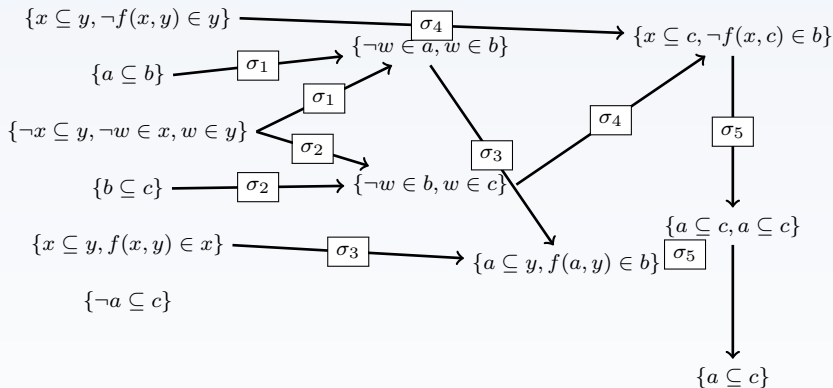 {x ⊆ y, ¬f(x, y) ∈ y}
σ₄
{¬w ∈ a, w ∈ b}
{x ⊆ c, ¬f(x, c) ∈ b}
{a ⊆ b}
σ₁
σ₁
σ₄
{¬x ⊆ y, ¬w ∈ x, w ∈ y}
σ₂
σ₅
σ₃
{b ⊆ c}
σ₂
{¬w ∈ b, w ∈ c}
{a ⊆ c, a ⊆ c}
{x ⊆ y, f(x, y) ∈ x}
σ₃
{a ⊆ y, f(a, y) ∈ b}
σ₅
{¬a ⊆ c}
{a ⊆ c}